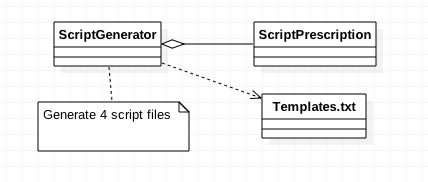 ScriptGenerator
ScriptPrescription
Templates.txt
Generate 4 script files